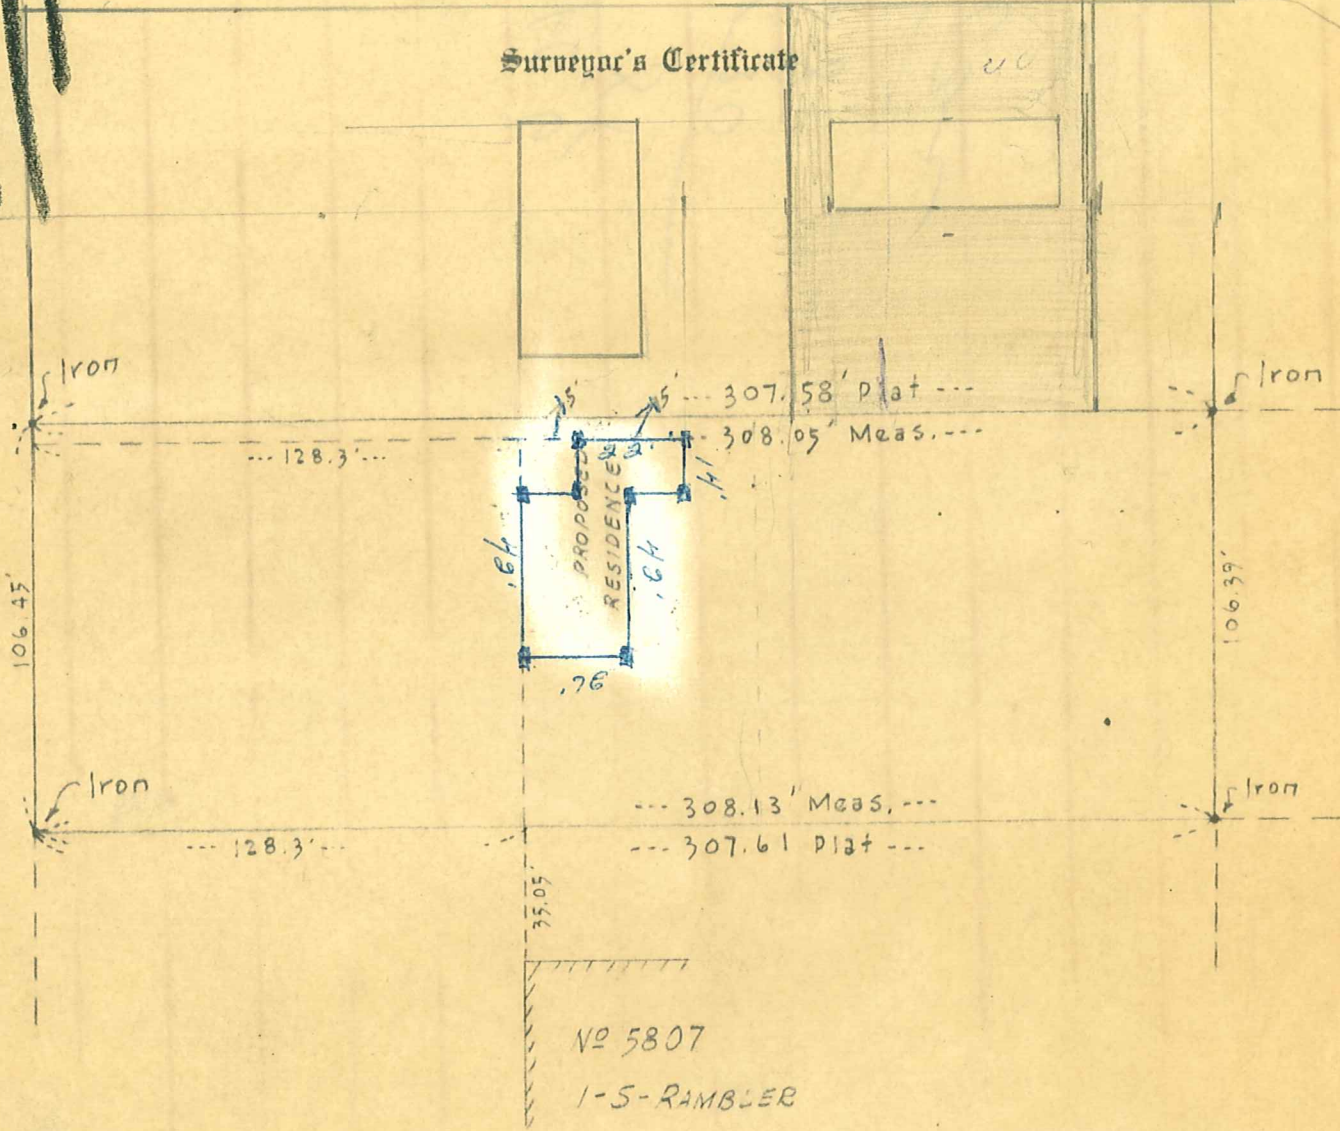 Surveyor's Certificate
Iron
Iron
5'
5'
--- 307.58' Plat ---
--- 308.05' Meas. ---
--- 128.3' ---
14'
PROPOSED
RESIDENCE
49.'
49.'
106.45'
106.39'
Iron
Iron
--- 308.13' Meas. ---
--- 307.61 Plat ---
--- 128.3' ---
35.05'
Nº 5807
1-S-RAMBLER